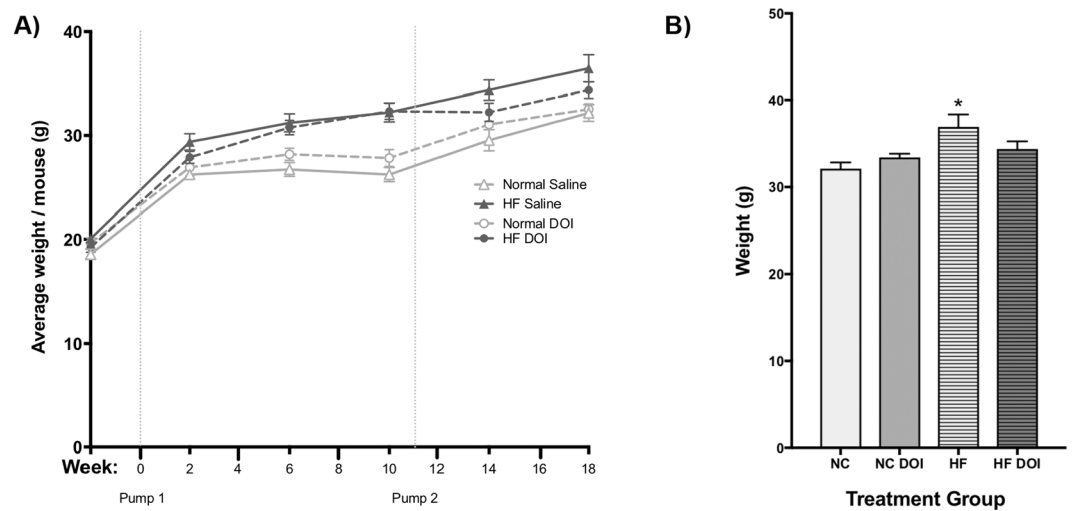 A)
Average weight / mouse (g)
40
30
20
10
0
Normal Saline
HF Saline
Normal DOI
HF DOI
Week: 0 2 4 6 8 10 12 14 16 18
Pump 1 Pump 2
B)
Weight (g)
50
40
30
20
10
0
*
NC NC DOI HF HF DOI
Treatment Group